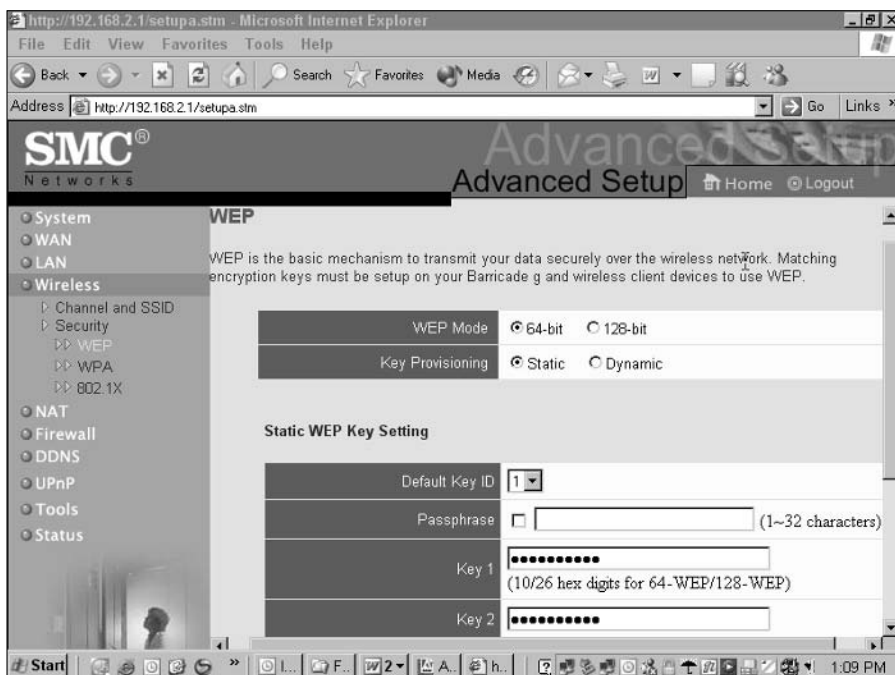 http://192.168.2.1/setupa.stm - Microsoft Internet Explorer
File Edit View Favorites Tools Help
Back Search Favorites Media
Address http://192.168.2.1/setupa.stm Go Links »
SMC®
Networks
Advanced Setup
Advanced Setup Home Logout
System
WAN
LAN
Wireless
Channel and SSID
Security
WEP
WPA
802.1X
NAT
Firewall
DDNS
UPnP
Tools
Status
WEP
WEP is the basic mechanism to transmit your data securely over the wireless network. Matching
encryption keys must be setup on your Barricade g and wireless client devices to use WEP.
WEP Mode 64-bit 128-bit
Key Provisioning Static Dynamic
Static WEP Key Setting
Default Key ID 1
Passphrase (1~32 characters)
Key 1 ●●●●●●●●●●
(10/26 hex digits for 64-WEP/128-WEP)
Key 2 ●●●●●●●●●●
Start » I... F... 2 A.. h.. 1:09 PM